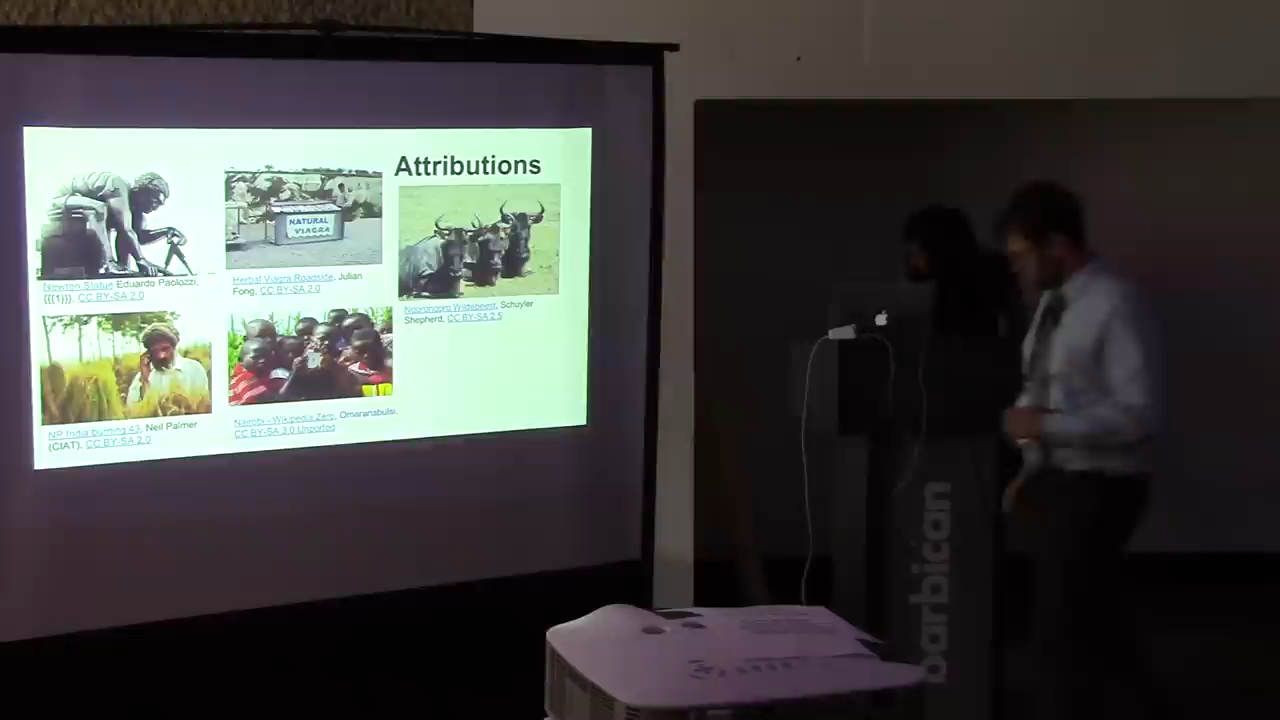 Attributions
NATURAL
VIAGRA
Newton Statue Eduardo Paolozzi,
{{{1}}}, CC BY-SA 2.0
Herbal Viagra Roadside, Julian
Fong, CC BY-SA 2.0
Ngorongoro Wildebeest, Schuyler
Shepherd, CC BY-SA 2.5
NP India burning 43, Neil Palmer
(CIAT), CC BY-SA 2.0
Nairobi - Wikipedia Zero, Omaranabulsi,
CC BY-SA 3.0 Unported
barbican